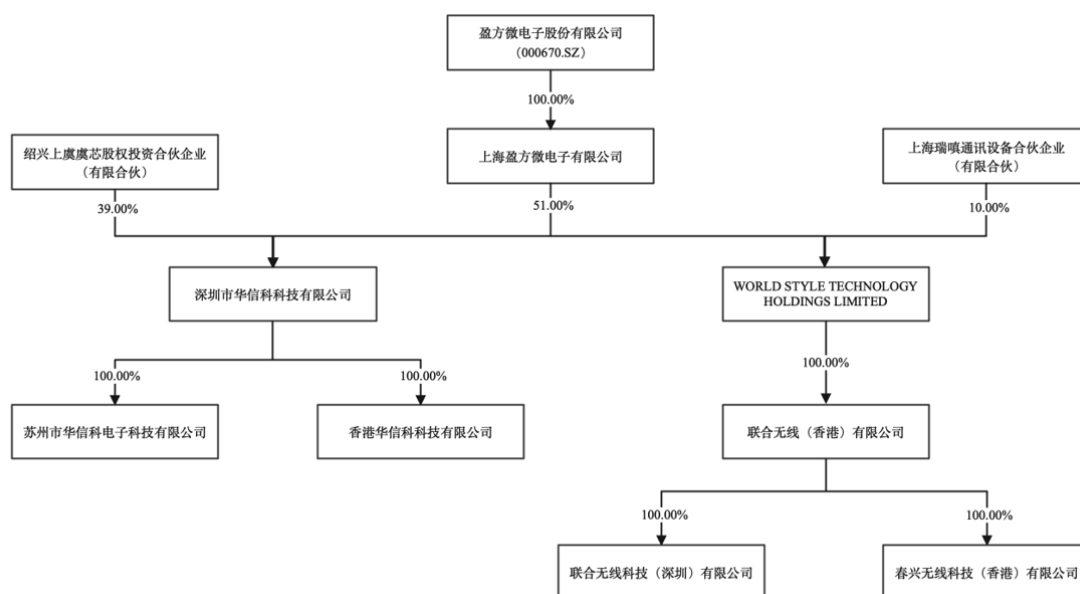 盈方微电子股份有限公司
（000670.SZ）
100.00%
绍兴上虞虞芯股权投资合伙企业
（有限合伙）
上海盈方微电子有限公司
上海瑞嗔通讯设备合伙企业
（有限合伙）
39.00%
51.00%
10.00%
深圳市华信科科技有限公司
WORLD STYLE TECHNOLOGY
HOLDINGS LIMITED
100.00%
100.00%
100.00%
苏州市华信科电子科技有限公司
香港华信科科技有限公司
联合无线（香港）有限公司
100.00%
100.00%
联合无线科技（深圳）有限公司
春兴无线科技（香港）有限公司